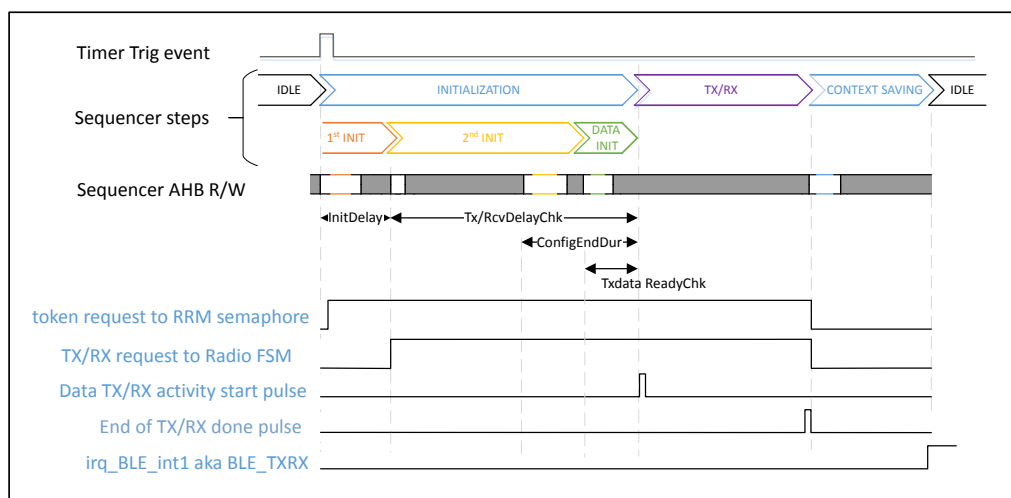 Timer Trig event
IDLE INITIALIZATION TX/RX CONTEXT SAVING IDLE
Sequencer steps
1st INIT 2nd INIT DATA INIT
Sequencer AHB R/W
InitDelay Tx/RcvDelayChk
ConfigEndDur
Txdata ReadyChk
token request to RRM semaphore
TX/RX request to Radio FSM
Data TX/RX activity start pulse
End of TX/RX done pulse
irq_BLE_int1 aka BLE_TXRX